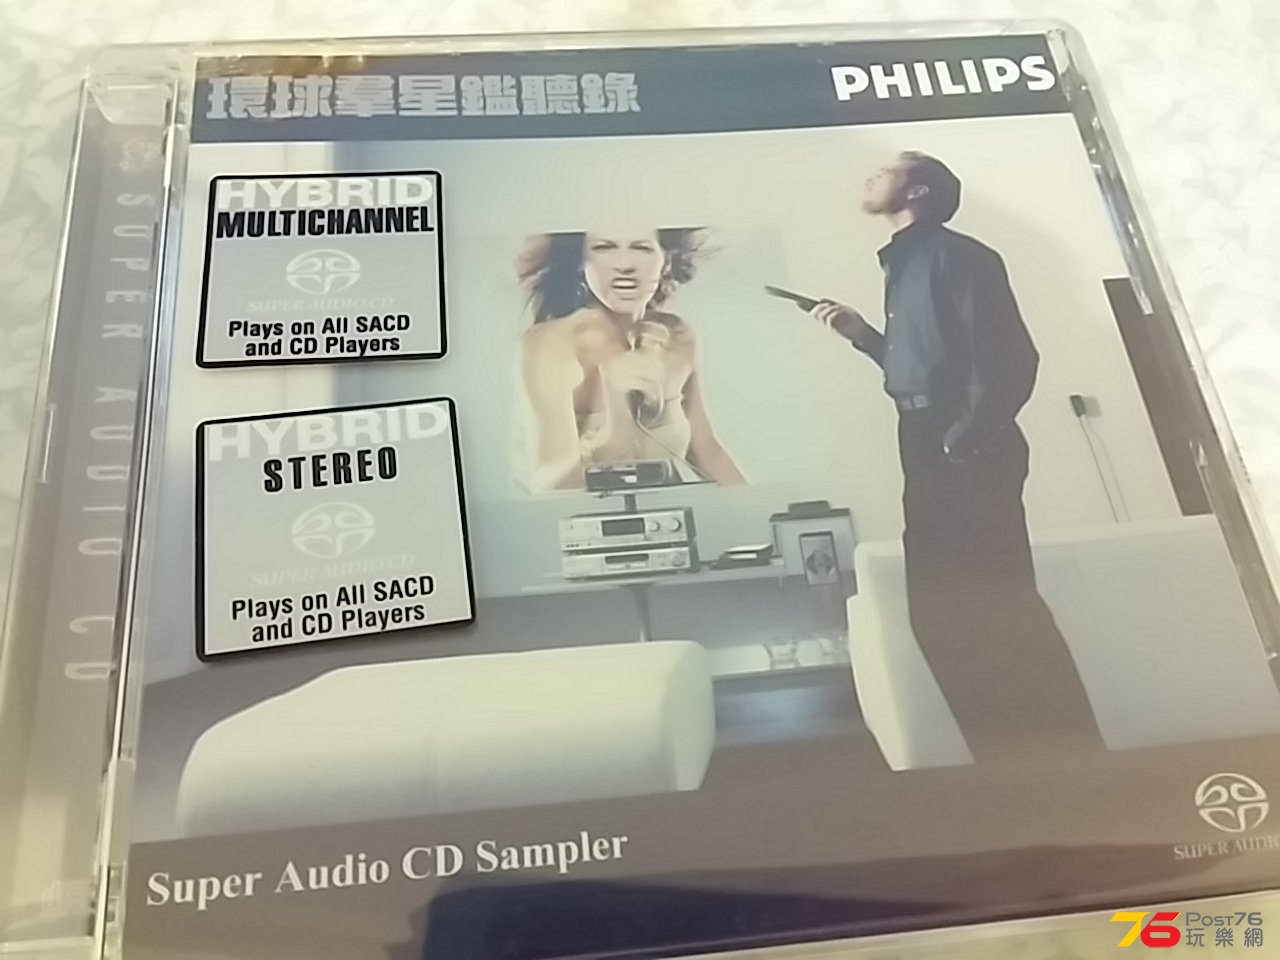 環球羣星鑑聽錄
PHILIPS
HYBRID
MULTICHANNEL
SUPER AUDIO CD
Plays on All SACD
and CD Players
HYBRID
STEREO
SUPER AUDIO CD
Plays on All SACD
and CD Players
SUPER AUDIO CD
Super Audio CD Sampler
SUPER AUDIO
76 POST76
玩樂網